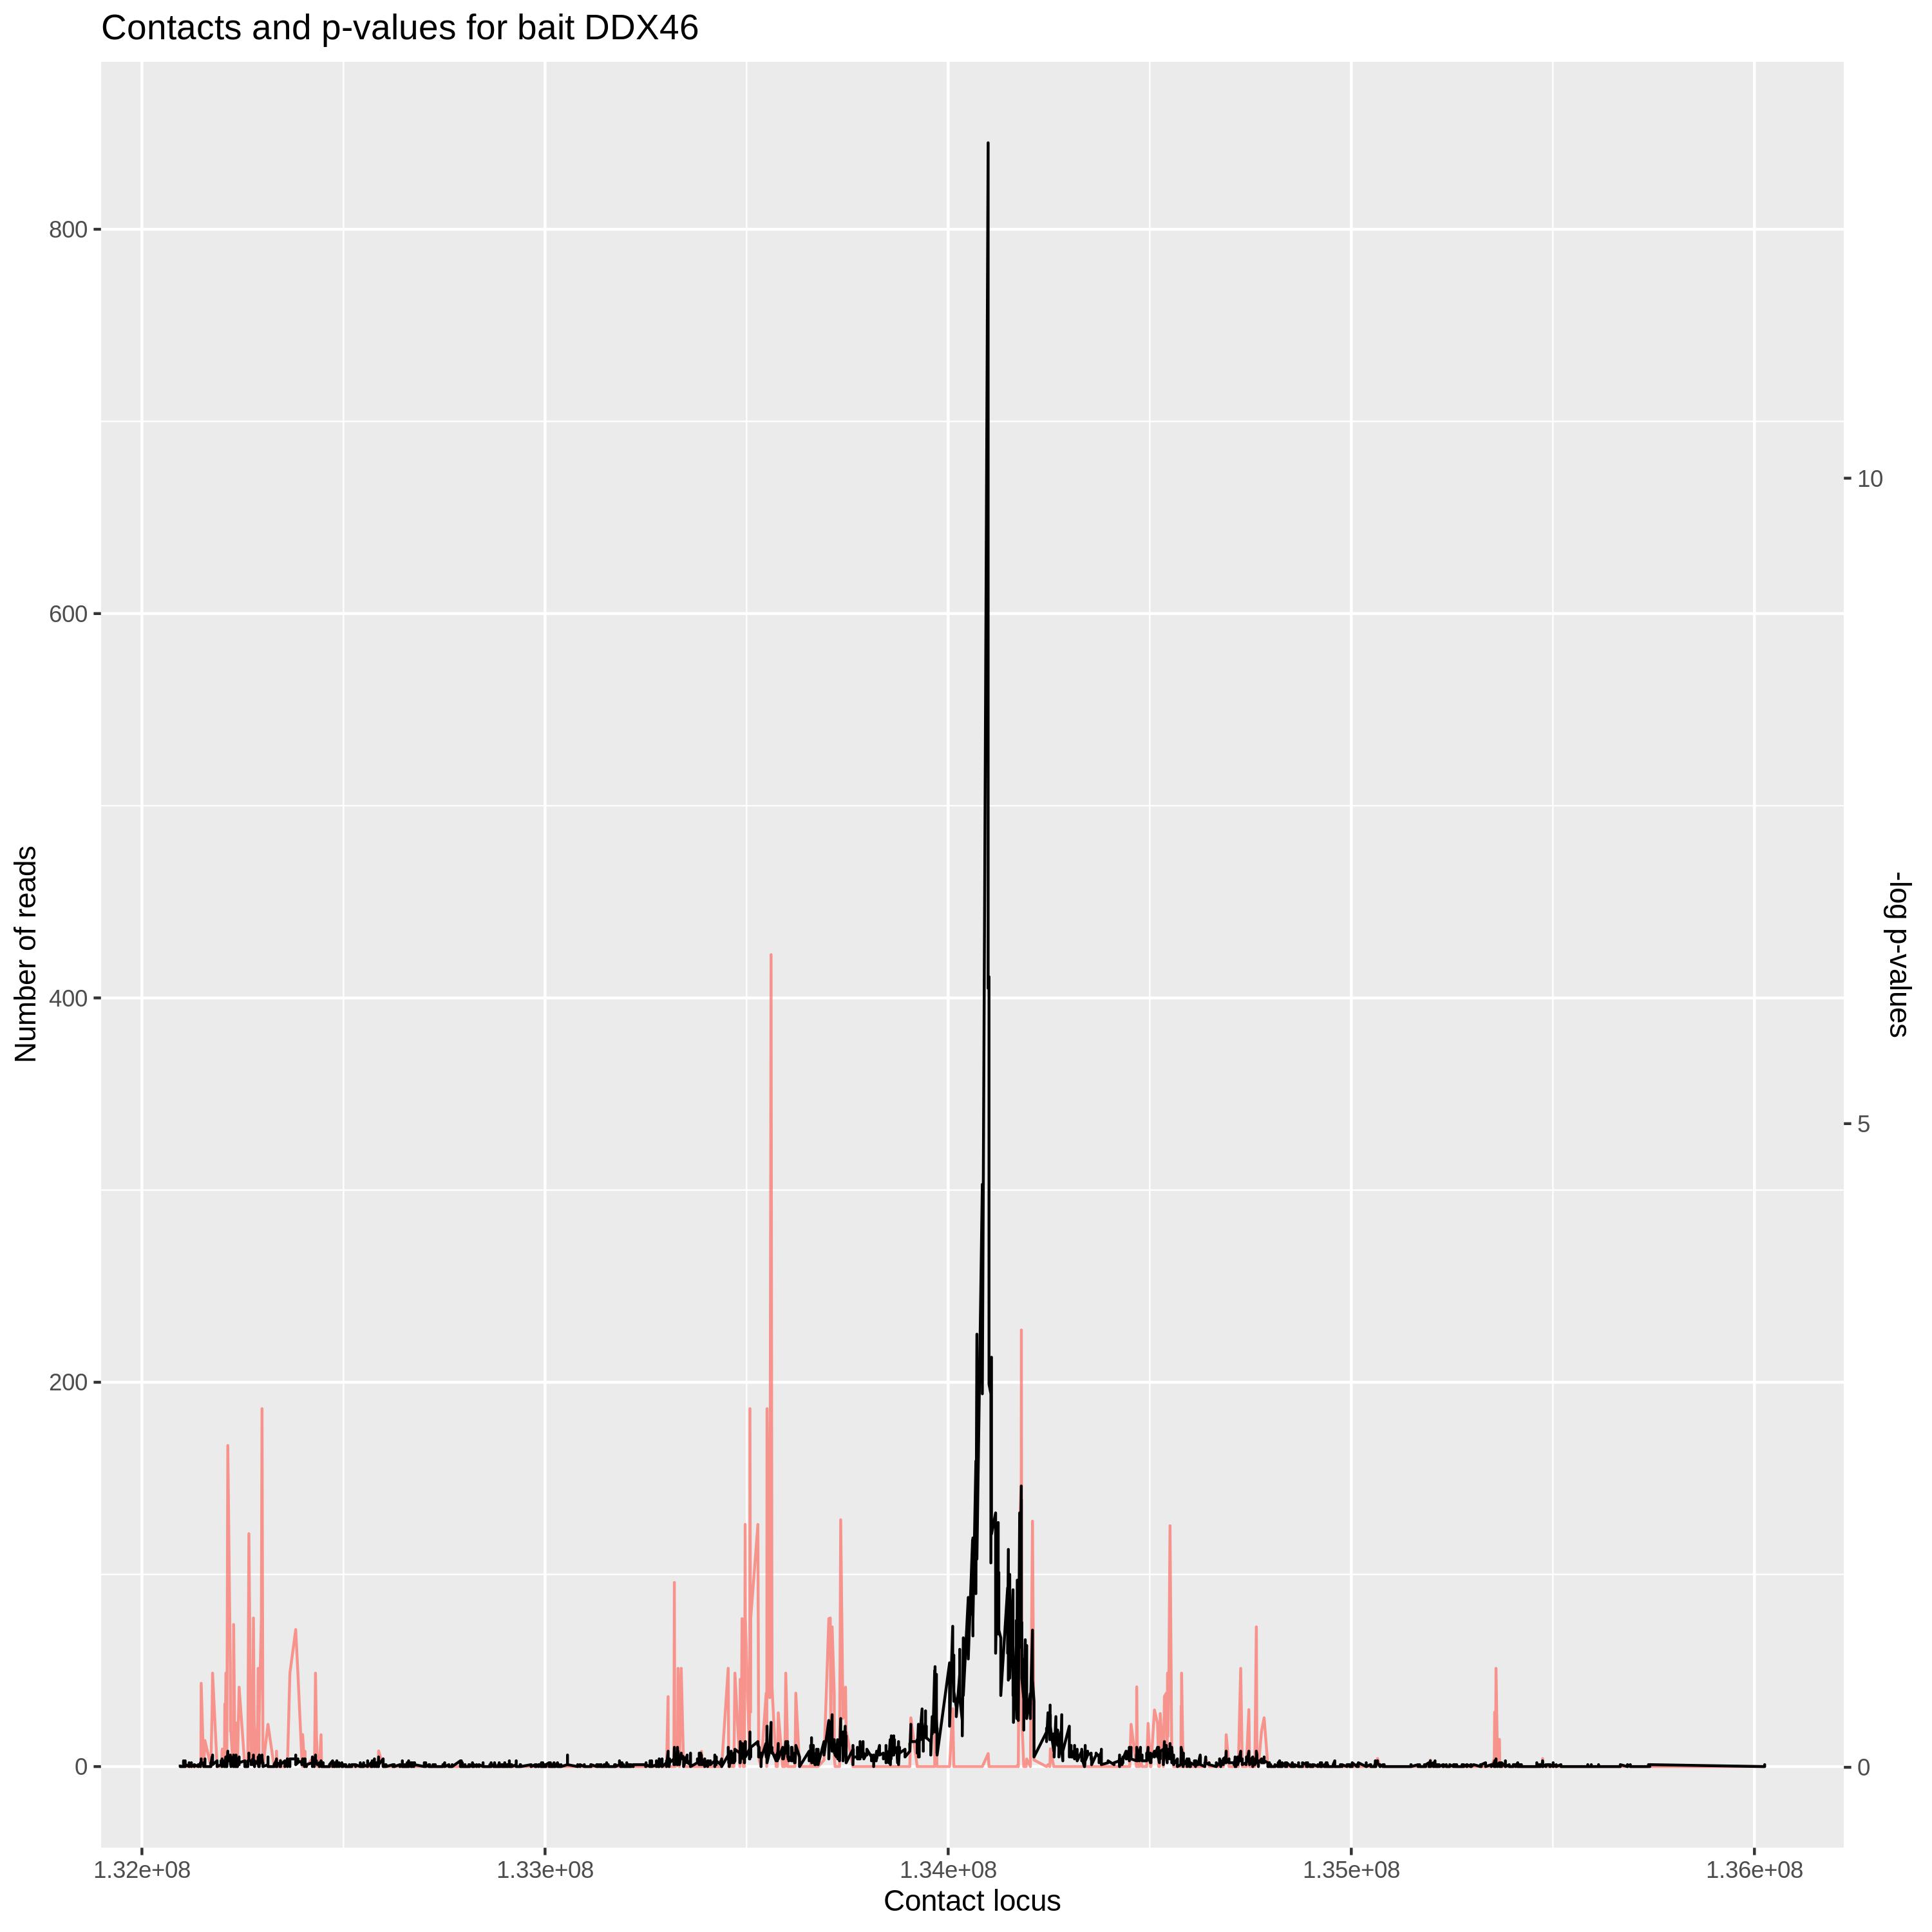 Contacts and p-values for bait DDX46
800
600
400
200
0
Number of reads
10
5
0
-log p-values
1.32e+08
1.33e+08
1.34e+08
1.35e+08
1.36e+08
Contact locus